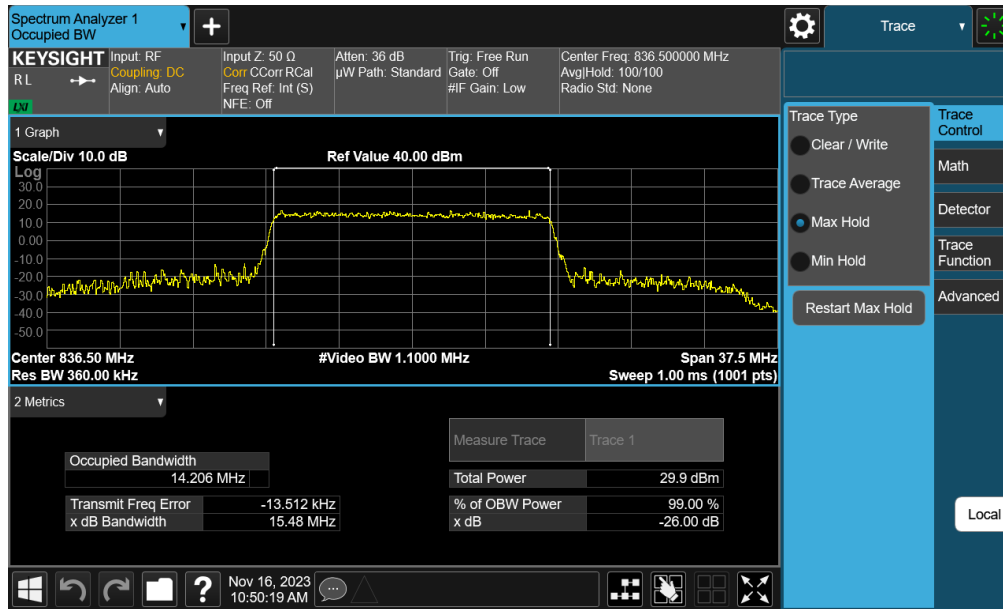 Spectrum Analyzer 1
Occupied BW
▼
+
Trace
▼
KEYSIGHT
R L
LXI
Input: RF
Coupling: DC
Align: Auto
Input Z: 50 Ω
Corr CCorr RCal
Freq Ref: Int (S)
NFE: Off
Atten: 36 dB
µW Path: Standard
Trig: Free Run
Gate: Off
#IF Gain: Low
Center Freq: 836.500000 MHz
Avg|Hold: 100/100
Radio Std: None
1 Graph
▼
Scale/Div 10.0 dB
Ref Value 40.00 dBm
Log
30.0
20.0
10.0
0.00
-10.0
-20.0
-30.0
-40.0
-50.0
Center 836.50 MHz
#Video BW 1.1000 MHz
Span 37.5 MHz
Res BW 360.00 kHz
Sweep 1.00 ms (1001 pts)
2 Metrics
▼
Measure Trace
Trace 1
Occupied Bandwidth
14.206 MHz
Total Power
29.9 dBm
Transmit Freq Error
-13.512 kHz
% of OBW Power
99.00 %
x dB Bandwidth
15.48 MHz
x dB
-26.00 dB
Trace Type
Clear / Write
Trace Average
Max Hold
Min Hold
Restart Max Hold
Trace
Control
Math
Detector
Trace
Function
Advanced
Local
?
Nov 16, 2023
10:50:19 AM